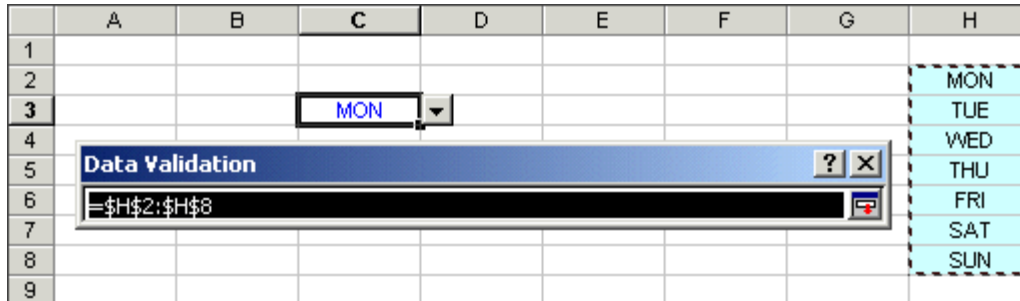 A B C D E F G H
1
2 MON
3 MON TUE
4 WED
Data Validation ?
5 THU
6 =$H$2:$H$8 FRI
7 SAT
8 SUN
9